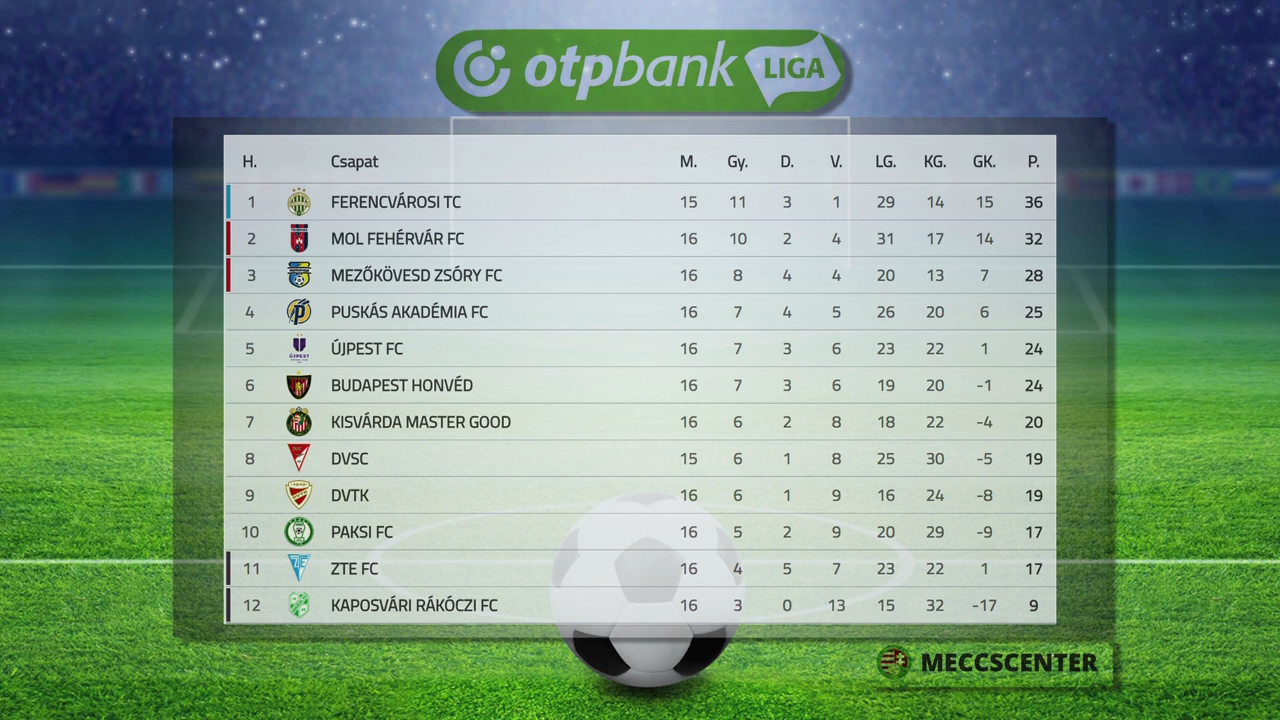 otpbank LIGA
H. Csapat M. Gy. D. V. LG. KG. GK. P.
1 FERENCVÁROSI TC 15 11 3 1 29 14 15 36
2 MOL FEHÉRVÁR FC 16 10 2 4 31 17 14 32
3 MEZŐKÖVESD ZSÓRY FC 16 8 4 4 20 13 7 28
4 PUSKÁS AKADÉMIA FC 16 7 4 5 26 20 6 25
5 ÚJPEST FC 16 7 3 6 23 22 1 24
6 BUDAPEST HONVÉD 16 7 3 6 19 20 -1 24
7 KISVÁRDA MASTER GOOD 16 6 2 8 18 22 -4 20
8 DVSC 15 6 1 8 25 30 -5 19
9 DVTK 16 6 1 9 16 24 -8 19
10 PAKSI FC 16 5 2 9 20 29 -9 17
11 ZTE FC 16 4 5 7 23 22 1 17
12 KAPOSVÁRI RÁKÓCZI FC 16 3 0 13 15 32 -17 9
MECCSCENTER